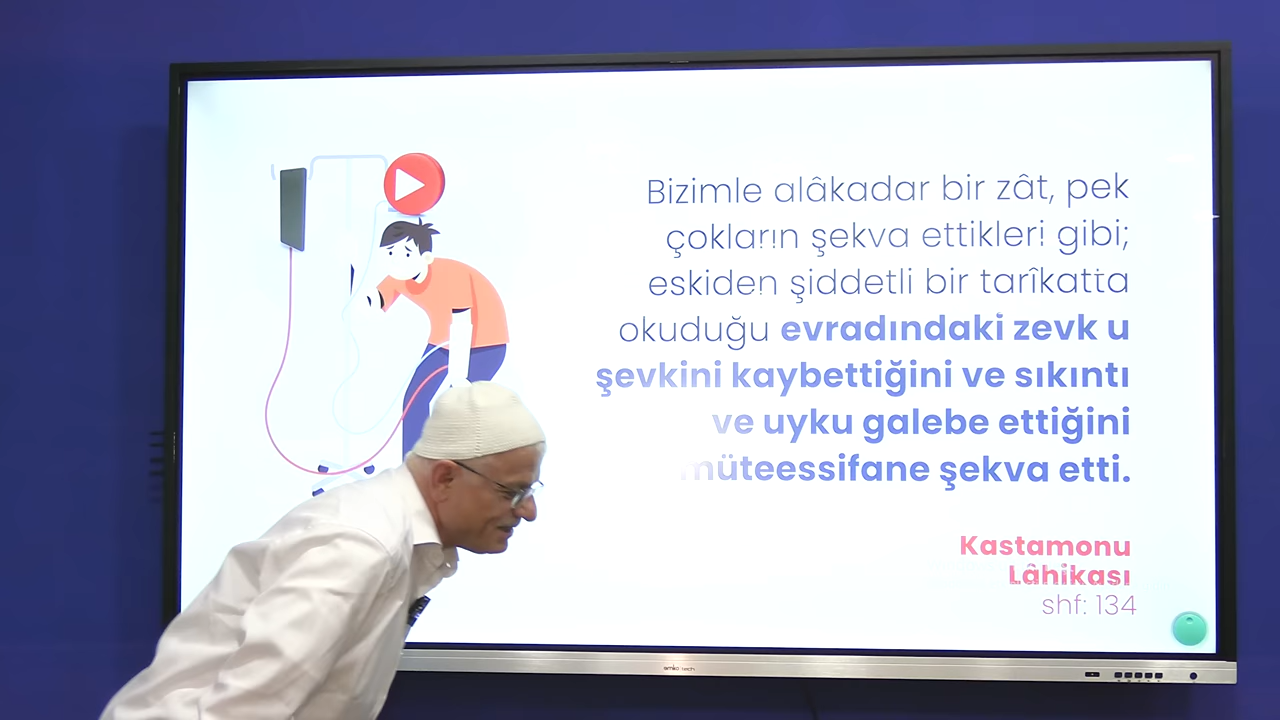 Bizimle alâkadar bir zât, pek
çokların şekva ettikleri gibi;
eskiden şiddetli bir tarîkatta
okuduğu evradındaki zevk u
şevkini kaybettiğini ve sıkıntı
ve uyku galebe ettiğini
müteessifane şekva etti.
Kastamonu
Lâhikası
shf: 134